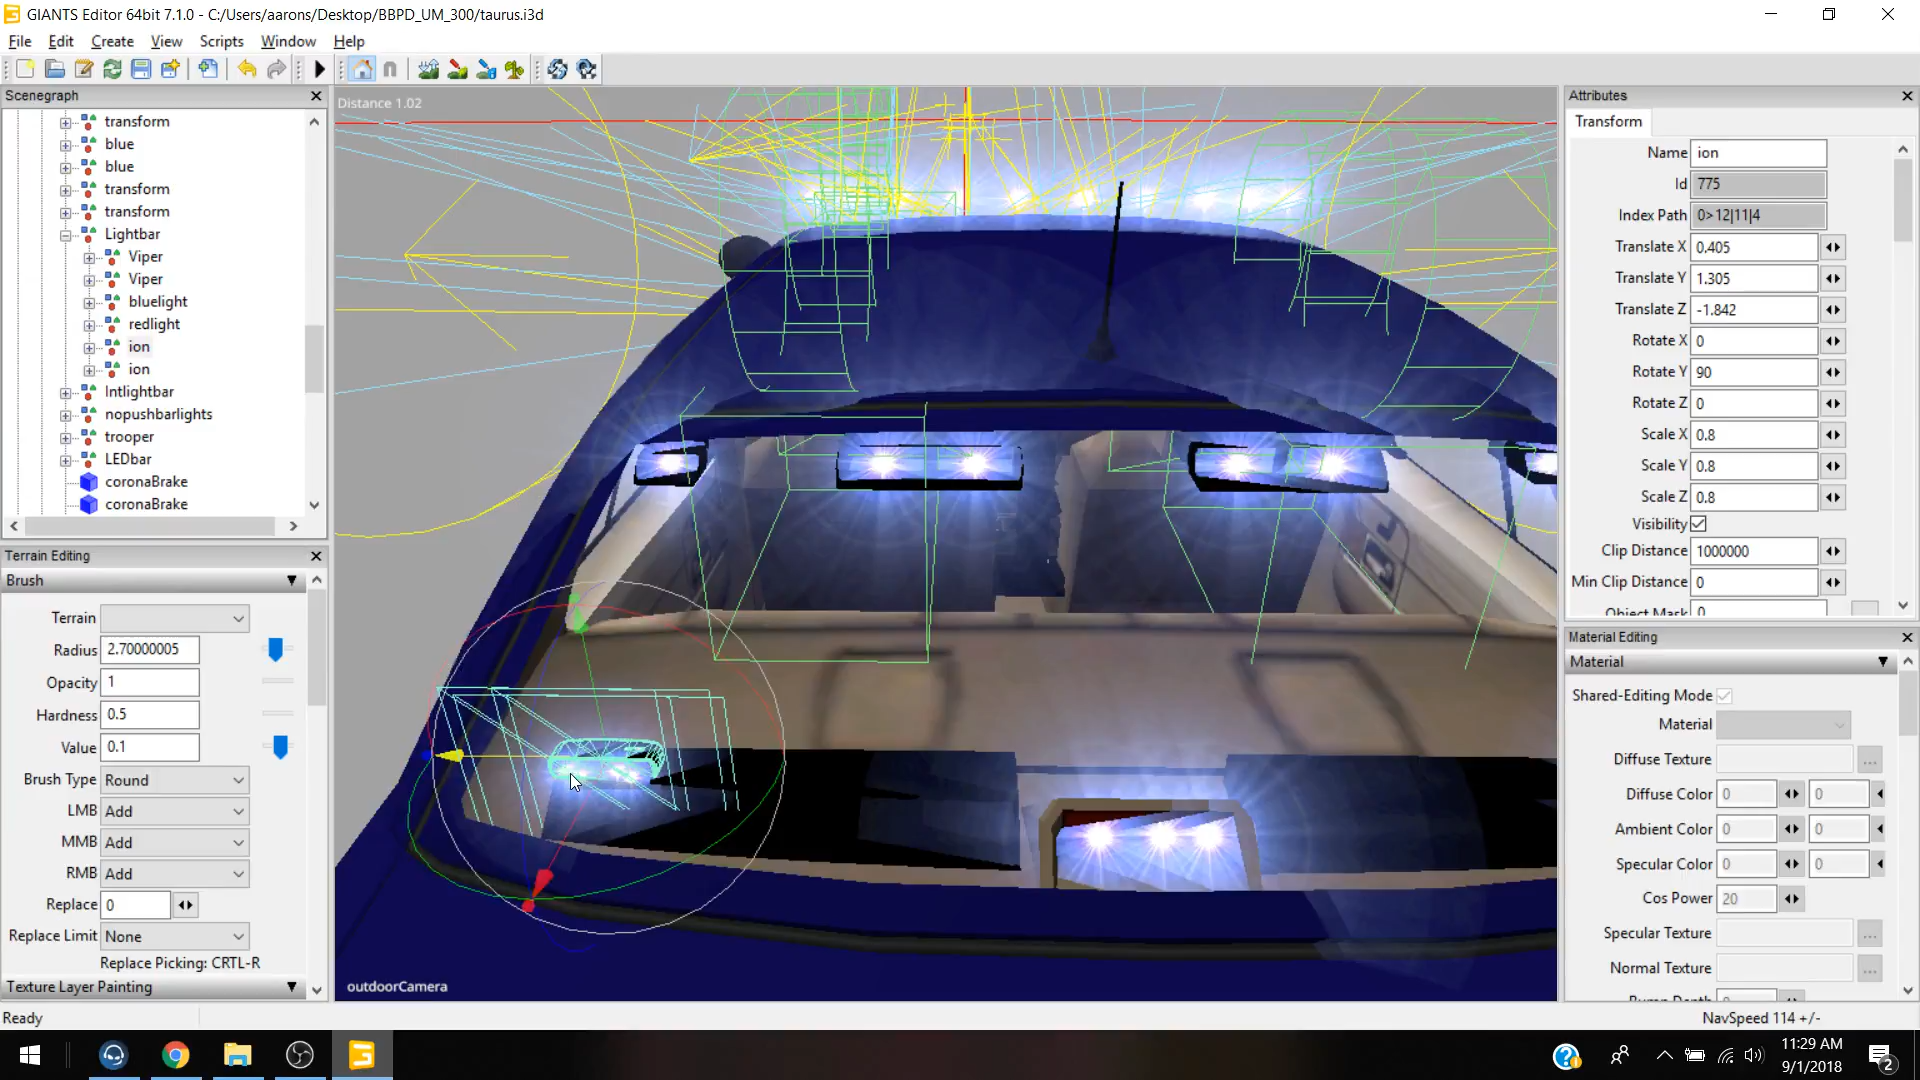 GIANTS Editor 64bit 7.1.0 - C:/Users/aarons/Desktop/BBPD_UM_300/taurus.i3d
File Edit Create View Scripts Window Help
Scenegraph
transform
blue
blue
transform
transform
Lightbar
Viper
Viper
bluelight
redlight
ion
ion
Intlightbar
nopushbarlights
trooper
LEDbar
coronaBrake
coronaBrake
Terrain Editing
Brush
Terrain
Radius 2.70000005
Opacity 1
Hardness 0.5
Value 0.1
Brush Type Round
LMB Add
MMB Add
RMB Add
Replace 0
Replace Limit None
Replace Picking: CRTL-R
Texture Layer Painting
Ready
Distance 1.02
outdoorCamera
Attributes
Transform
Name ion
Id 775
Index Path 0>12|11|4
Translate X 0.405
Translate Y 1.305
Translate Z -1.842
Rotate X 0
Rotate Y 90
Rotate Z 0
Scale X 0.8
Scale Y 0.8
Scale Z 0.8
Visibility
Clip Distance 1000000
Min Clip Distance 0
Object Mask 0
Material Editing
Material
Shared-Editing Mode
Material
Diffuse Texture ...
Diffuse Color 0 0
Ambient Color 0 0
Specular Color 0 0
Cos Power 20
Specular Texture ...
Normal Texture ...
Bump Depth 0
NavSpeed 114 +/-
11:29 AM
9/1/2018
2